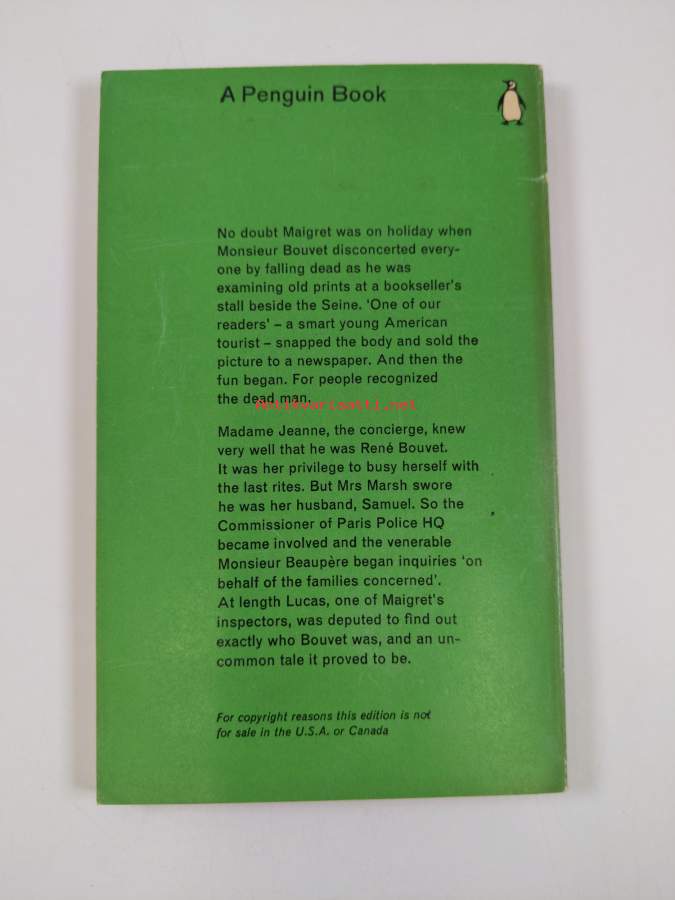 A Penguin Book
No doubt Maigret was on holiday when
Monsieur Bouvet disconcerted every-
one by falling dead as he was
examining old prints at a bookseller's
stall beside the Seine. 'One of our
readers' – a smart young American
tourist – snapped the body and sold the
picture to a newspaper. And then the
fun began. For people recognized
the dead man.
Antikvariaatti.net
Madame Jeanne, the concierge, knew
very well that he was René Bouvet.
It was her privilege to busy herself with
the last rites. But Mrs Marsh swore
he was her husband, Samuel. So the
Commissioner of Paris Police HQ
became involved and the venerable
Monsieur Beaupère began inquiries 'on
behalf of the families concerned'.
At length Lucas, one of Maigret's
inspectors, was deputed to find out
exactly who Bouvet was, and an un-
common tale it proved to be.
For copyright reasons this edition is not
for sale in the U.S.A. or Canada